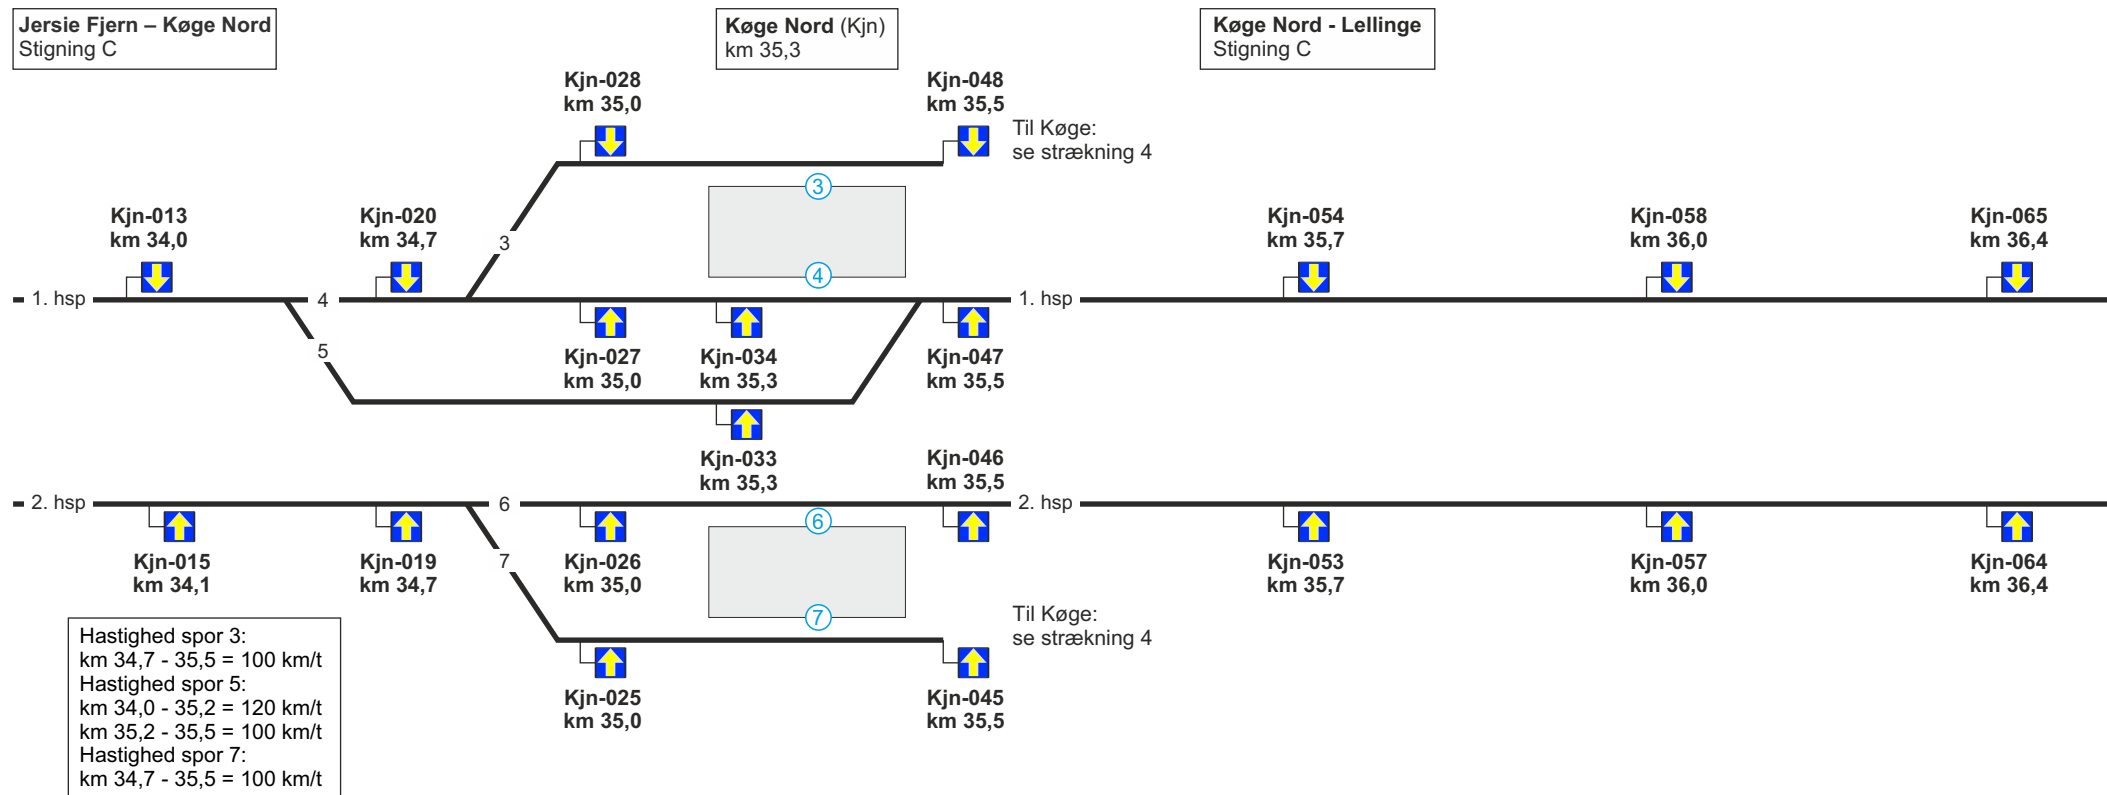 Jersie Fjern – Køge Nord
Stigning C
Køge Nord (Kjn)
km 35,3
Køge Nord - Lellinge
Stigning C
Kjn-028
km 35,0
Kjn-048
km 35,5
Til Køge:
se strækning 4
3
Kjn-013
km 34,0
Kjn-020
km 34,7
3
4
Kjn-054
km 35,7
Kjn-058
km 36,0
Kjn-065
km 36,4
1. hsp
4
1. hsp
5
Kjn-027
km 35,0
Kjn-034
km 35,3
Kjn-047
km 35,5
Kjn-033
km 35,3
Kjn-046
km 35,5
2. hsp
6
2. hsp
6
Kjn-015
km 34,1
Kjn-019
km 34,7
7
Kjn-026
km 35,0
Kjn-053
km 35,7
Kjn-057
km 36,0
Kjn-064
km 36,4
7
Til Køge:
se strækning 4
Kjn-025
km 35,0
Kjn-045
km 35,5
Hastighed spor 3:
km 34,7 - 35,5 = 100 km/t
Hastighed spor 5:
km 34,0 - 35,2 = 120 km/t
km 35,2 - 35,5 = 100 km/t
Hastighed spor 7:
km 34,7 - 35,5 = 100 km/t